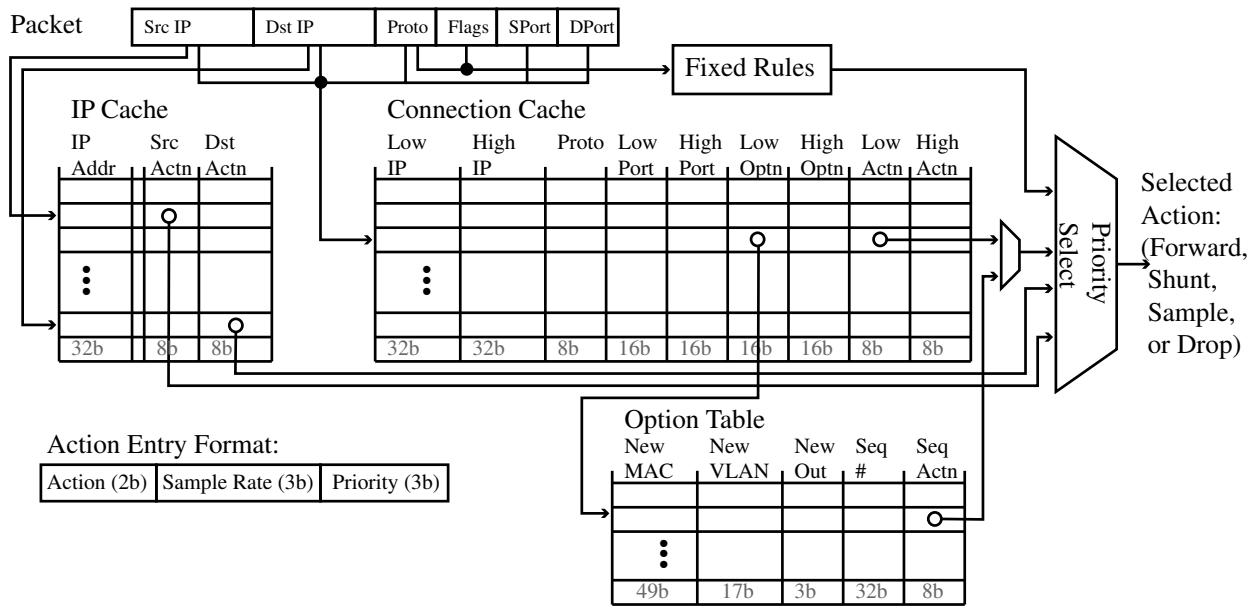 Packet
Src IP Dst IP Proto Flags SPort DPort
Fixed Rules
IP Cache
IP Addr
Src Actn
Dst Actn
32b 8b 8b
Connection Cache
Low IP
High IP
Proto
Low Port
High Port
Low Optn
High Optn
Low Actn
High Actn
32b 32b 8b 16b 16b 16b 16b 8b 8b
Priority
Select
Selected
Action:
(Forward,
Shunt,
Sample,
or Drop)
Action Entry Format:
Action (2b) Sample Rate (3b) Priority (3b)
Option Table
New MAC
New VLAN
New Out
Seq #
Seq Actn
49b 17b 3b 32b 8b